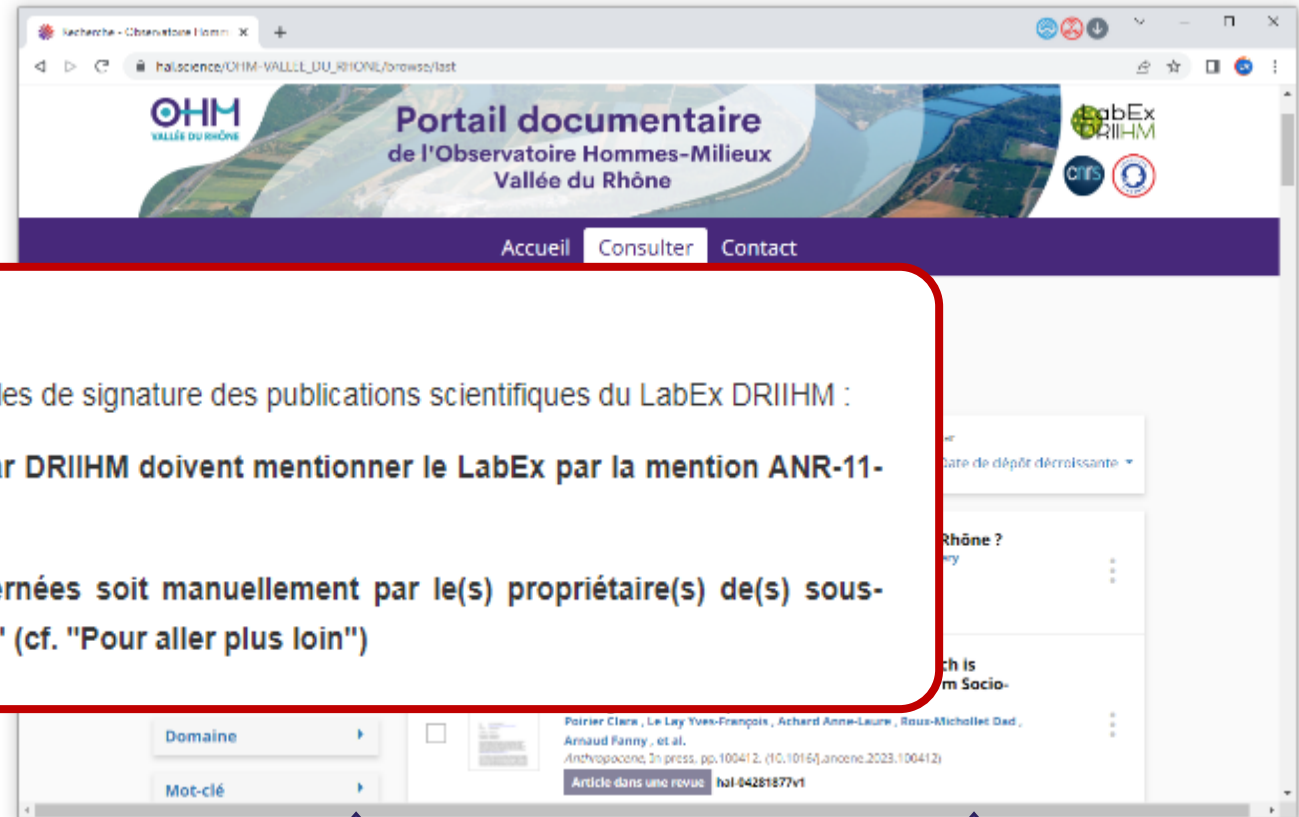 Recherche - Observatoire Homm
hal.science/OHM-VALLEE_DU_RHONE/browse/last
OHM
VALLÉE DU RHÔNE
Portail documentaire
de l'Observatoire Hommes-Milieux
Vallée du Rhône
LabEx
DRIIHM
cnrs
Accueil Consulter Contact
les de signature des publications scientifiques du LabEx DRIIHM :
ar DRIIHM doivent mentionner le LabEx par la mention ANR-11-
ernées soit manuellement par le(s) propriétaire(s) de(s) sous-
" (cf. "Pour aller plus loin")
er
Date de dépôt décroissante
Rhône ?
ery
ch is
m Socio-
Domaine
Mot-clé
Poirier Clara , Le Lay Yves-François , Achard Anne-Laure , Roux-Michollet Dad ,
Arnaud Fanny , et al.
Anthropocene, In press, pp.100412. ⟨10.1016/j.ancene.2023.100412⟩
Article dans une revue hal-04281877v1